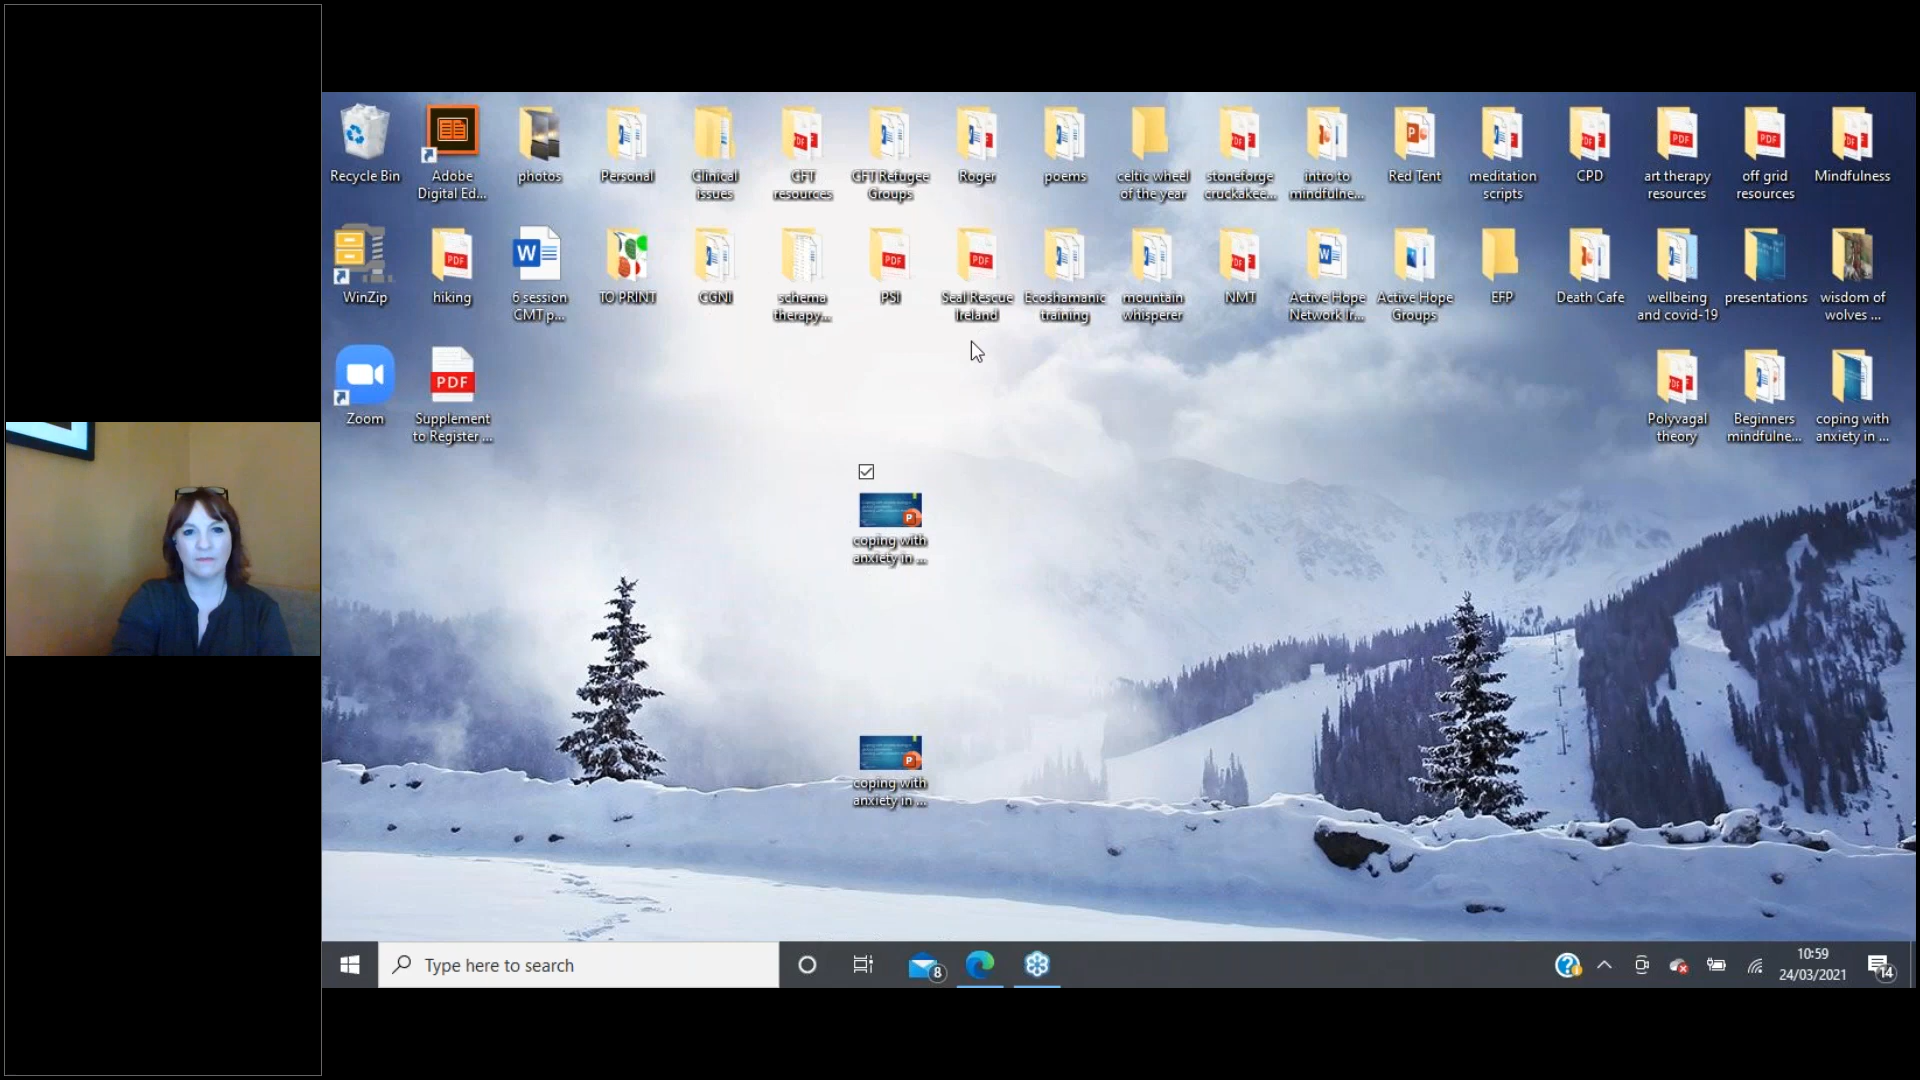 Recycle Bin
Adobe
Digital Ed...
photos
Personal
Clinical
issues
CFT
resources
CFT Refugee
Groups
Roger
poems
celtic wheel
of the year
stoneforge
cruckakee...
intro to
mindfulne...
Red Tent
meditation
scripts
CPD
art therapy
resources
off grid
resources
Mindfulness
WinZip
hiking
6 session
CMT p...
TO PRINT
CGNI
schema
therapy...
PSI
Seal Rescue
Ireland
Ecoshamanic
training
mountain
whisperer
NMT
Active Hope
Network Ir...
Active Hope
Groups
EFP
Death Cafe
wellbeing
and covid-19
presentations
wisdom of
wolves ...
Zoom
PDF
Supplement
to Register ...
Polyvagal
theory
Beginners
mindfulne...
coping with
anxiety in ...
coping with
anxiety in ...
coping with
anxiety in ...
Type here to search
8
10:59
24/03/2021
14